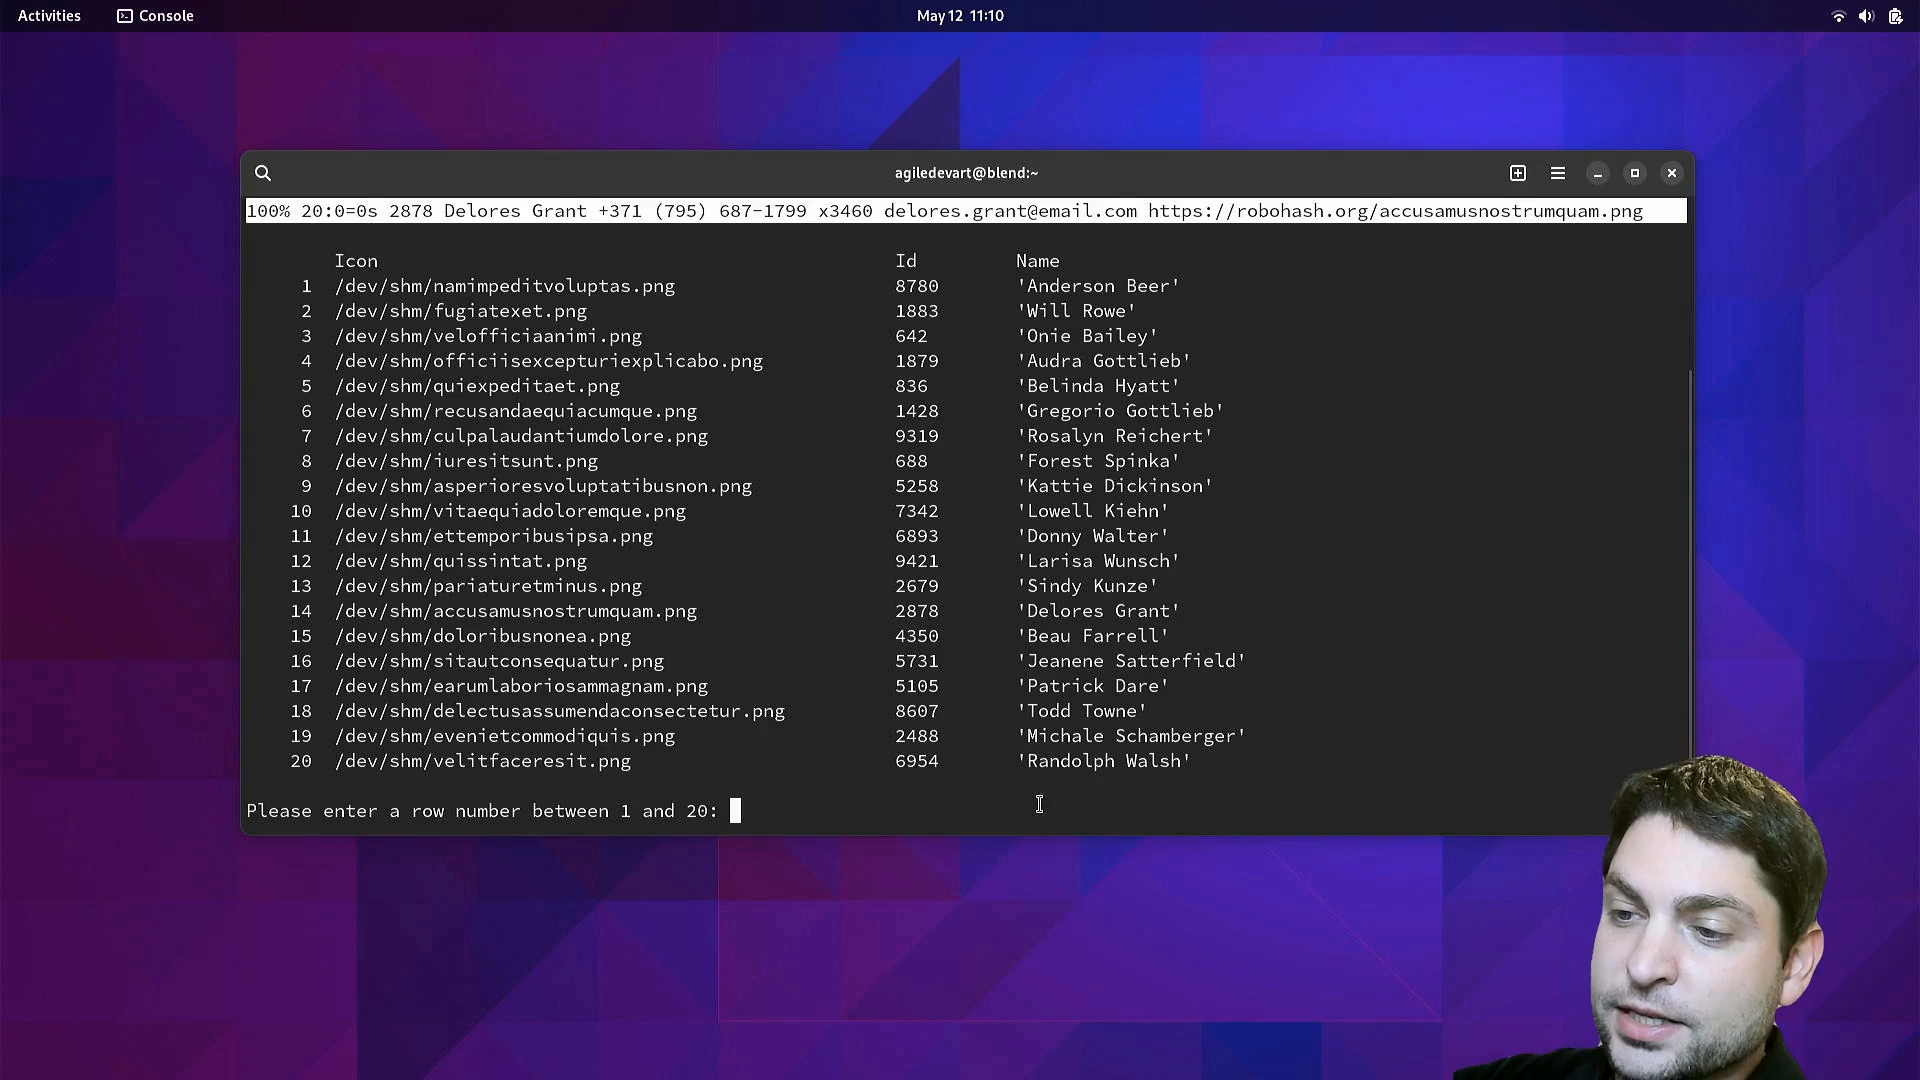 Activities Console May 12 11:10
agiledevart@blend:~
100% 20:0=0s 2878 Delores Grant +371 (795) 687-1799 x3460 delores.grant@email.com https://robohash.org/accusamusnostrumquam.png
Icon Id Name
1 /dev/shm/namimpeditvoluptas.png 8780 'Anderson Beer'
2 /dev/shm/fugiatexet.png 1883 'Will Rowe'
3 /dev/shm/velofficiaanimi.png 642 'Onie Bailey'
4 /dev/shm/officiisexcepturiexplicabo.png 1879 'Audra Gottlieb'
5 /dev/shm/quiexpeditaet.png 836 'Belinda Hyatt'
6 /dev/shm/recusandaequiacumque.png 1428 'Gregorio Gottlieb'
7 /dev/shm/culpalaudantiumdolore.png 9319 'Rosalyn Reichert'
8 /dev/shm/iuresitsunt.png 688 'Forest Spinka'
9 /dev/shm/asperioresvoluptatibusnon.png 5258 'Kattie Dickinson'
10 /dev/shm/vitaequiadoloremque.png 7342 'Lowell Kiehn'
11 /dev/shm/ettemporibusipsa.png 6893 'Donny Walter'
12 /dev/shm/quissintat.png 9421 'Larisa Wunsch'
13 /dev/shm/pariaturetminus.png 2679 'Sindy Kunze'
14 /dev/shm/accusamusnostrumquam.png 2878 'Delores Grant'
15 /dev/shm/doloribusnonea.png 4350 'Beau Farrell'
16 /dev/shm/sitautconsequatur.png 5731 'Jeanene Satterfield'
17 /dev/shm/earumlaboriosammagnam.png 5105 'Patrick Dare'
18 /dev/shm/delectusassumendaconsectetur.png 8607 'Todd Towne'
19 /dev/shm/evenietcommodiquis.png 2488 'Michale Schamberger'
20 /dev/shm/velitfaceresit.png 6954 'Randolph Walsh'
Please enter a row number between 1 and 20: